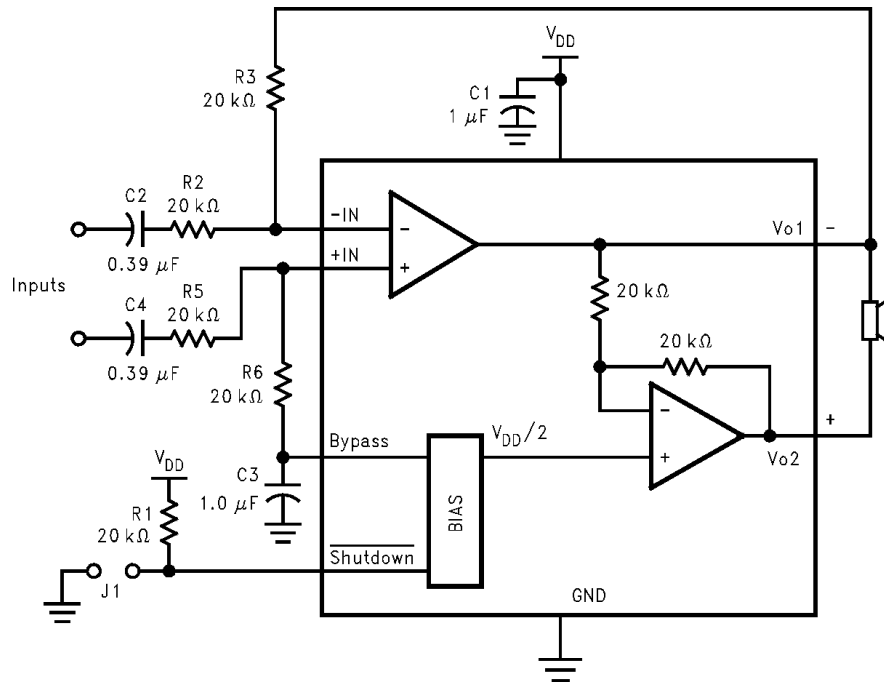 V_DD
R3
20 kΩ
C1
1 μF
C2
R2
20 kΩ
0.39 μF
-IN
-
Vo1
-
+IN
+
Inputs
C4
R5
20 kΩ
0.39 μF
20 kΩ
20 kΩ
R6
20 kΩ
-
+
Bypass
V_DD/2
+
Vo2
C3
1.0 μF
V_DD
R1
20 kΩ
BIAS
Shutdown
J1
GND